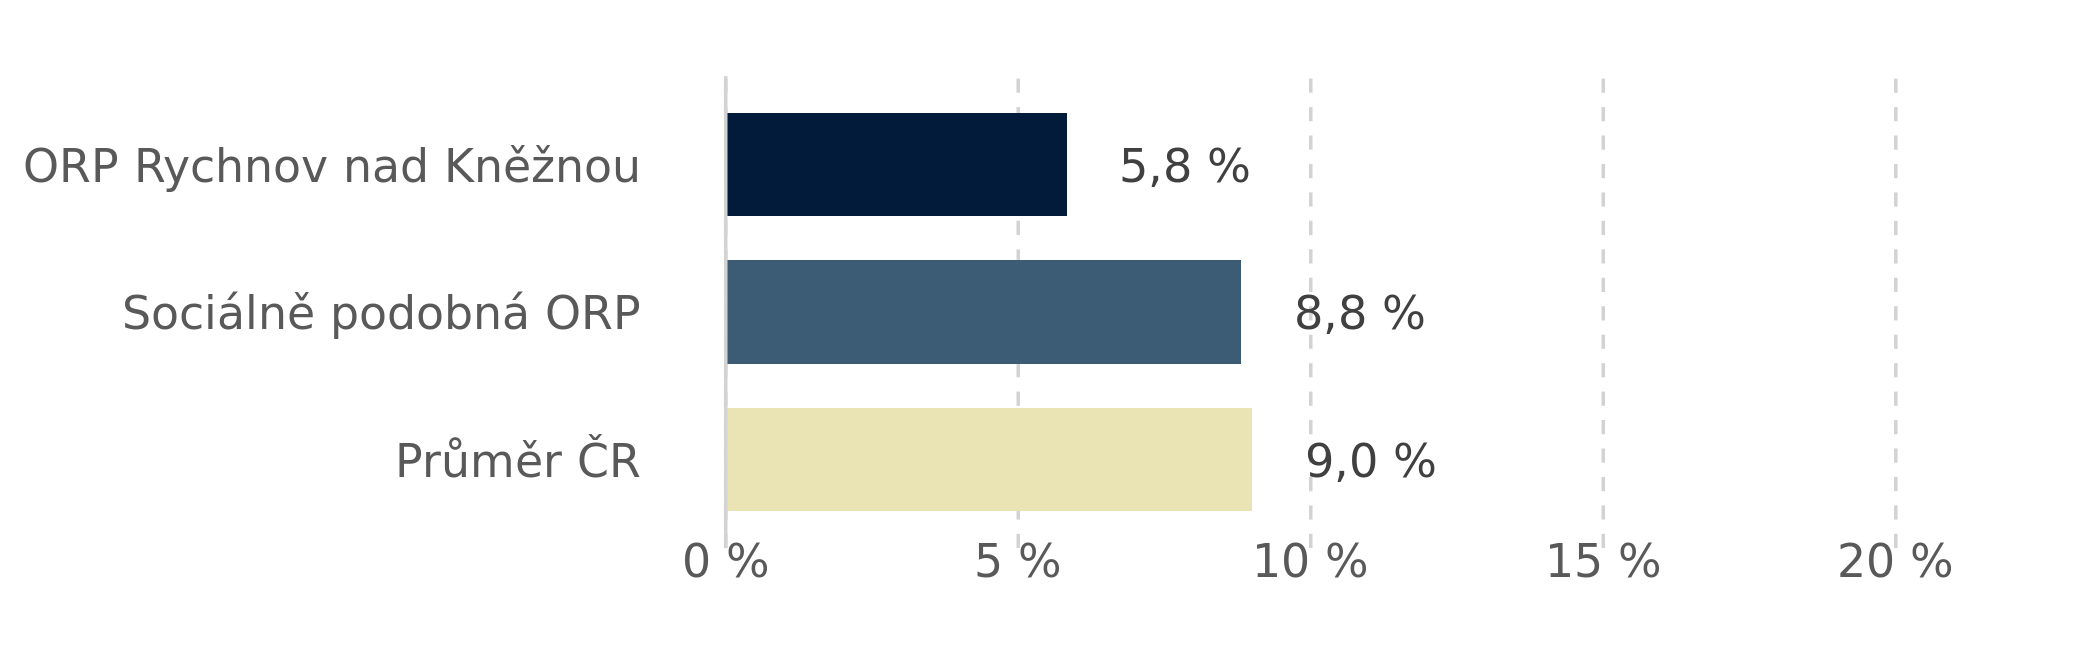 ORP Rychnov nad Kněžnou 5,8 %
Sociálně podobná ORP 8,8 %
Průměr ČR 9,0 %
0 % 5 % 10 % 15 % 20 %